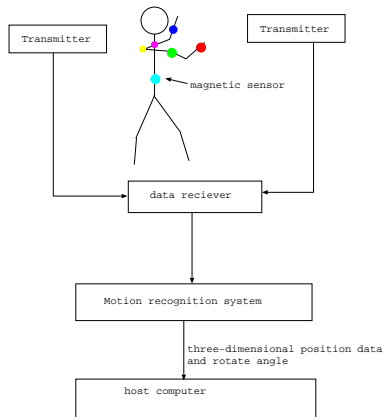 Transmitter
Transmitter
magnetic sensor
data reciever
Motion recognition system
three-dimensional position data
and rotate angle
host computer